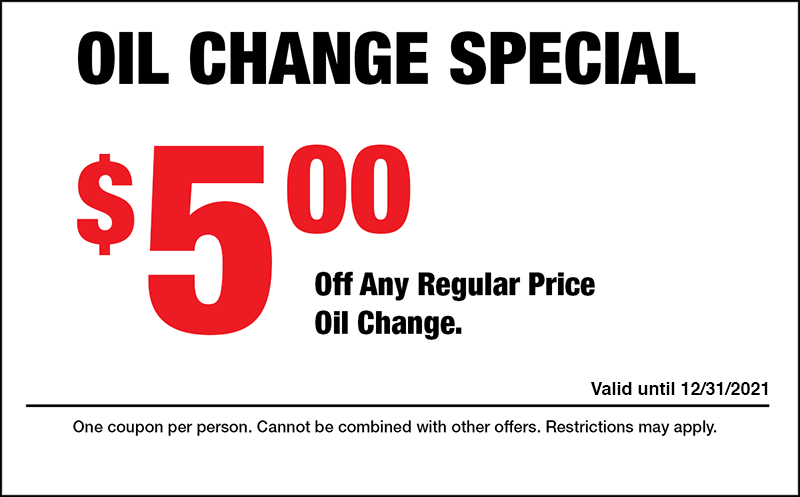 OIL CHANGE SPECIAL
$5 00
Off Any Regular Price
Oil Change.
Valid until 12/31/2021
One coupon per person. Cannot be combined with other offers. Restrictions may apply.